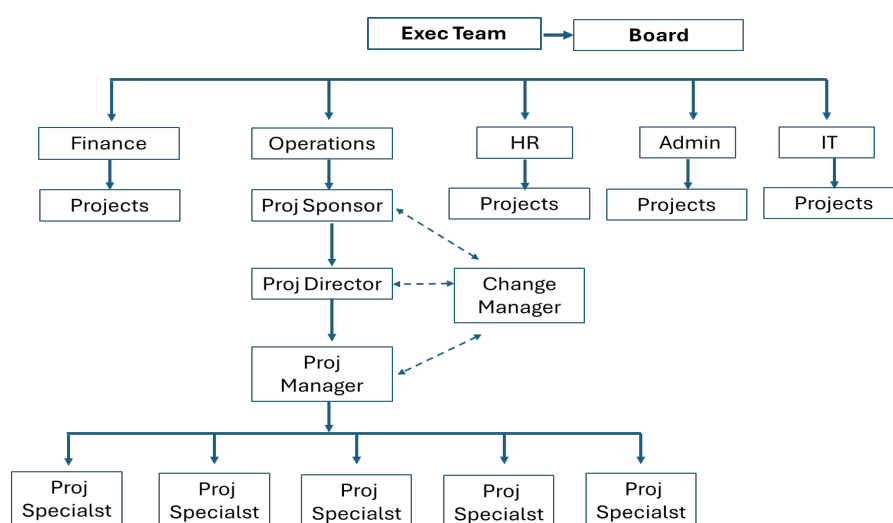 Exec Team
Board
Finance
Operations
HR
Admin
IT
Projects
Proj Sponsor
Projects
Projects
Projects
Proj Director
Change
Manager
Proj
Manager
Proj
Specialst
Proj
Specialst
Proj
Specialst
Proj
Specialst
Proj
Specialst